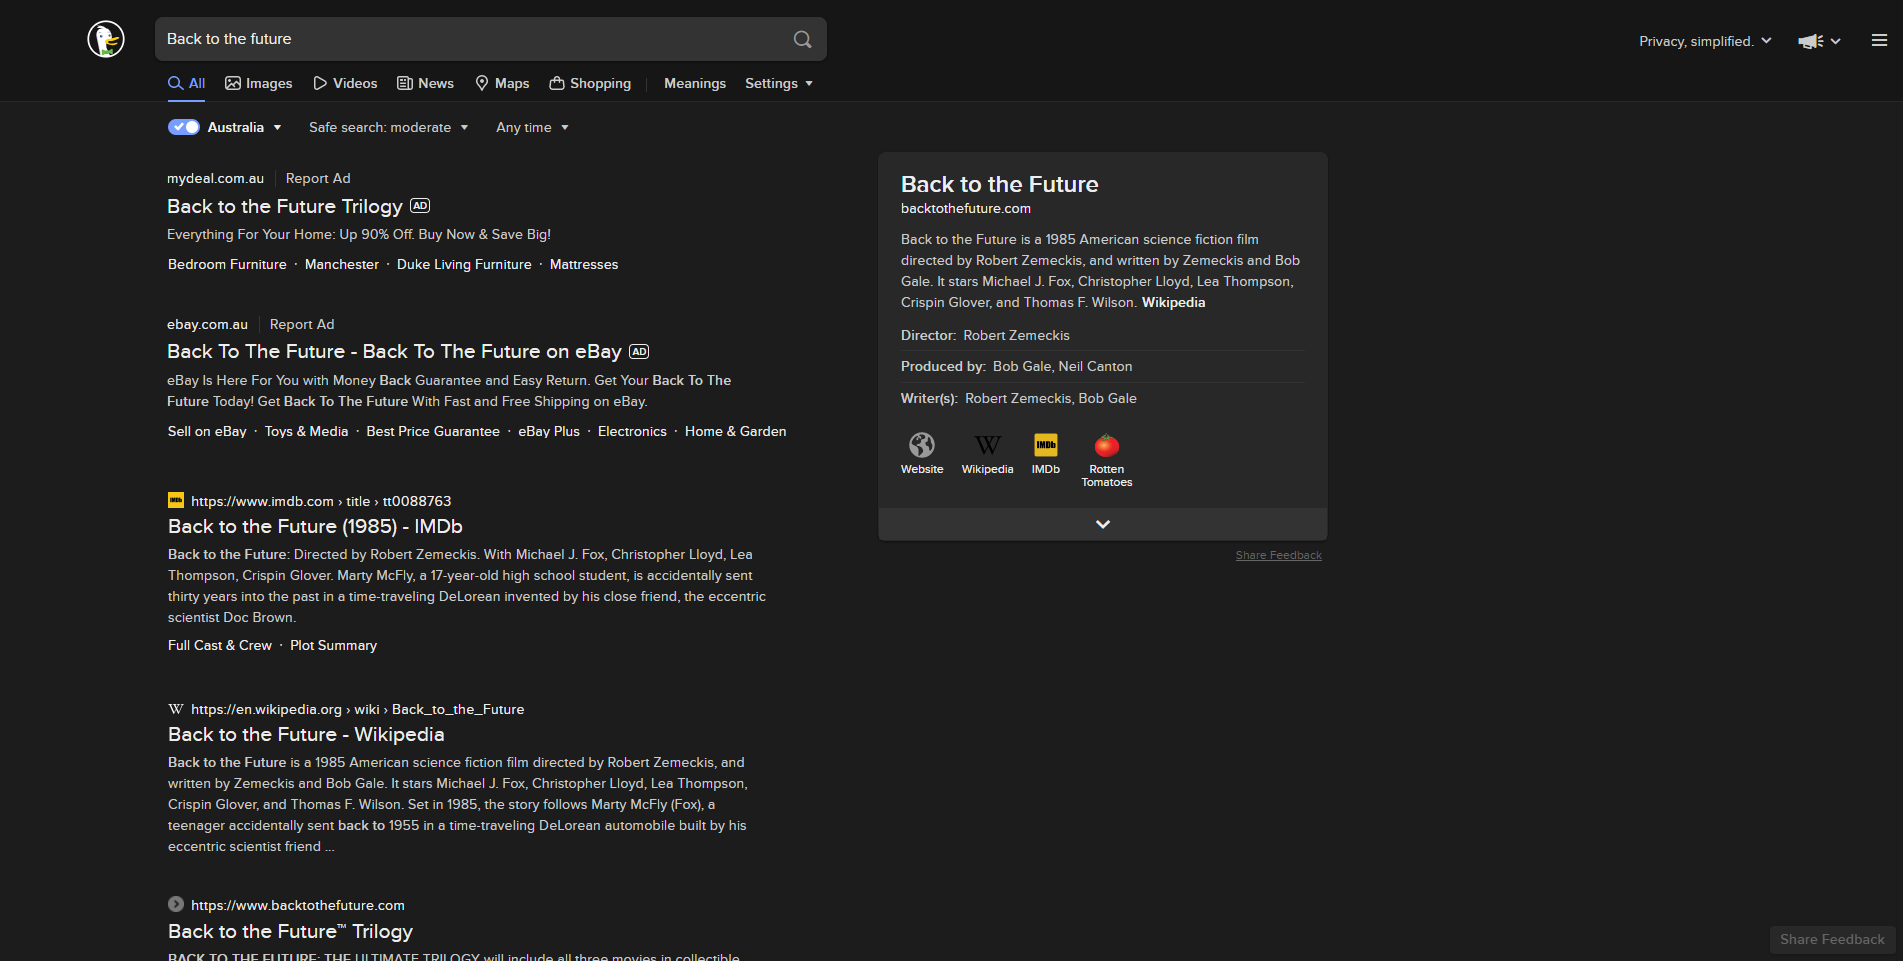 Back to the future
Privacy, simplified.
All Images Videos News Maps Shopping Meanings Settings
Australia Safe search: moderate Any time
mydeal.com.au Report Ad
Back to the Future Trilogy AD
Everything For Your Home: Up 90% Off. Buy Now & Save Big!
Bedroom Furniture · Manchester · Duke Living Furniture · Mattresses
ebay.com.au Report Ad
Back To The Future - Back To The Future on eBay AD
eBay Is Here For You with Money Back Guarantee and Easy Return. Get Your Back To The
Future Today! Get Back To The Future With Fast and Free Shipping on eBay.
Sell on eBay · Toys & Media · Best Price Guarantee · eBay Plus · Electronics · Home & Garden
IMDb https://www.imdb.com › title › tt0088763
Back to the Future (1985) - IMDb
Back to the Future: Directed by Robert Zemeckis. With Michael J. Fox, Christopher Lloyd, Lea
Thompson, Crispin Glover. Marty McFly, a 17-year-old high school student, is accidentally sent
thirty years into the past in a time-traveling DeLorean invented by his close friend, the eccentric
scientist Doc Brown.
Full Cast & Crew · Plot Summary
W https://en.wikipedia.org › wiki › Back_to_the_Future
Back to the Future - Wikipedia
Back to the Future is a 1985 American science fiction film directed by Robert Zemeckis, and
written by Zemeckis and Bob Gale. It stars Michael J. Fox, Christopher Lloyd, Lea Thompson,
Crispin Glover, and Thomas F. Wilson. Set in 1985, the story follows Marty McFly (Fox), a
teenager accidentally sent back to 1955 in a time-traveling DeLorean automobile built by his
eccentric scientist friend ...
https://www.backtothefuture.com
Back to the Future™ Trilogy
BACK TO THE FUTURE: THE ULTIMATE TRILOGY will include all three movies in collectible
Back to the Future
backtothefuture.com
Back to the Future is a 1985 American science fiction film
directed by Robert Zemeckis, and written by Zemeckis and Bob
Gale. It stars Michael J. Fox, Christopher Lloyd, Lea Thompson,
Crispin Glover, and Thomas F. Wilson. Wikipedia
Director: Robert Zemeckis
Produced by: Bob Gale, Neil Canton
Writer(s): Robert Zemeckis, Bob Gale
W IMDb
Website Wikipedia IMDb Rotten
Tomatoes
Share Feedback
Share Feedback